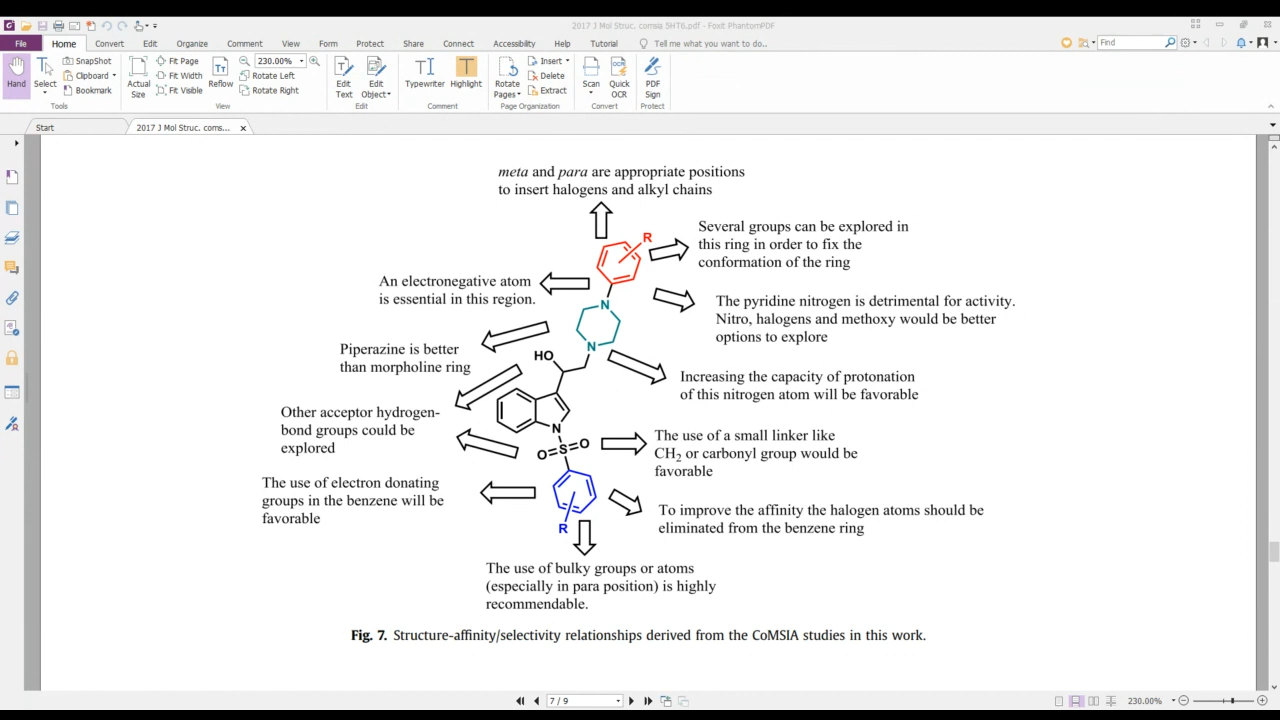 2017 J Mol Struc. comsia 5HT6.pdf - Foxit PhantomPDF
File Home Convert Edit Organize Comment View Form Protect Share Connect Accessibility Help Tutorial Tell me what you want to do.. Find
Hand
Select
SnapShot
Clipboard
Bookmark
Tools
Actual
Size
Fit Page
Fit Width
Fit Visible
Reflow
230.00%
Rotate Left
Rotate Right
View
Edit
Text
Edit
Object
Edit
Typewriter
Highlight
Comment
Rotate
Pages
Insert
Delete
Extract
Page Organization
Scan
Quick
OCR
Convert
PDF
Sign
Protect
Start
2017 J Mol Struc. coms...
meta and para are appropriate positions
to insert halogens and alkyl chains
Several groups can be explored in
this ring in order to fix the
conformation of the ring
R
An electronegative atom
is essential in this region.
The pyridine nitrogen is detrimental for activity.
Nitro, halogens and methoxy would be better
options to explore
N
Piperazine is better
than morpholine ring
N
HO
Increasing the capacity of protonation
of this nitrogen atom will be favorable
Other acceptor hydrogen-
bond groups could be
explored
N
O=S=O
The use of a small linker like
CH2 or carbonyl group would be
favorable
The use of electron donating
groups in the benzene will be
favorable
To improve the affinity the halogen atoms should be
eliminated from the benzene ring
R
The use of bulky groups or atoms
(especially in para position) is highly
recommendable.
Fig. 7. Structure-affinity/selectivity relationships derived from the CoMSIA studies in this work.
7 / 9
230.00%